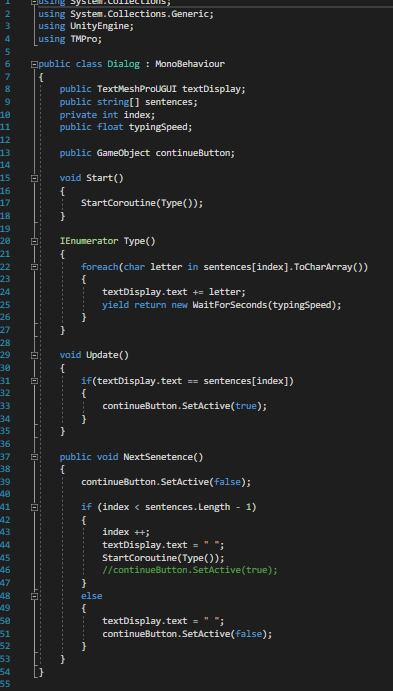 1 using System.Collections;
2 using System.Collections.Generic;
3 using UnityEngine;
4 using TMPro;
5
6 public class Dialog : MonoBehaviour
7 {
8 public TextMeshProUGUI textDisplay;
9 public string[] sentences;
10 private int index;
11 public float typingSpeed;
12
13 public GameObject continueButton;
14
15 void Start()
16 {
17 StartCoroutine(Type());
18 }
19
20 IEnumerator Type()
21 {
22 foreach(char letter in sentences[index].ToCharArray())
23 {
24 textDisplay.text += letter;
25 yield return new WaitForSeconds(typingSpeed);
26 }
27 }
28
29 void Update()
30 {
31 if(textDisplay.text == sentences[index])
32 {
33 continueButton.SetActive(true);
34 }
35 }
36
37 public void NextSenetence()
38 {
39 continueButton.SetActive(false);
40
41 if (index < sentences.Length - 1)
42 {
43 index ++;
44 textDisplay.text = " ";
45 StartCoroutine(Type());
46 //continueButton.SetActive(true);
47 }
48 else
49 {
50 textDisplay.text = " ";
51 continueButton.SetActive(false);
52 }
53 }
54 }
55